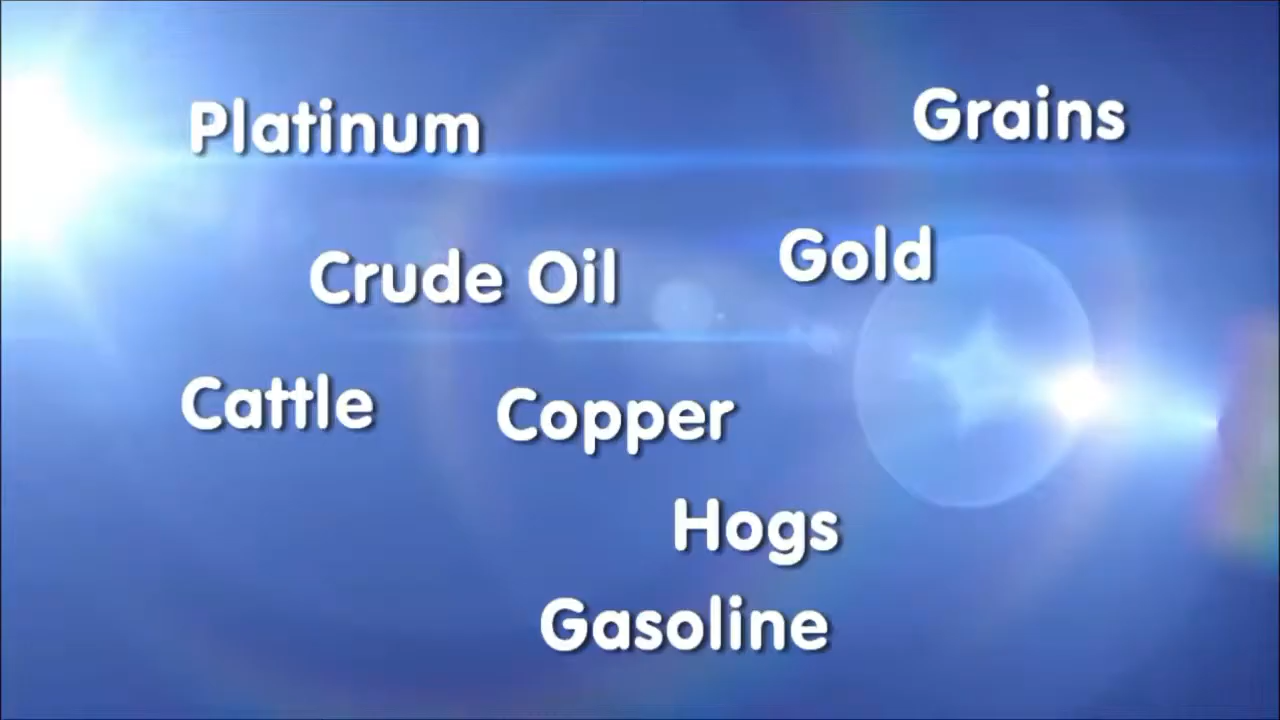 Platinum
Grains
Crude Oil
Gold
Cattle
Copper
Hogs
Gasoline